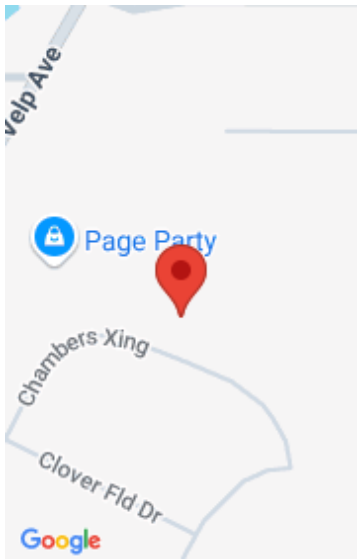 Velp Ave
Page Party
Chambers Xing
Clover Fld Dr
Google